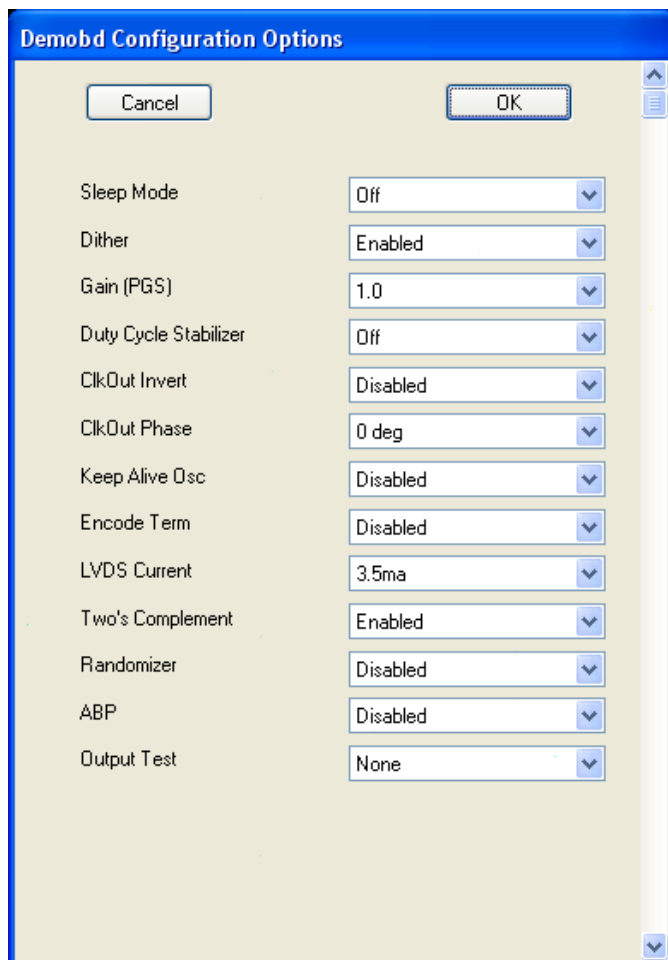 Demobd Configuration Options
Cancel OK
Sleep Mode Off
Dither Enabled
Gain (PGS) 1.0
Duty Cycle Stabilizer Off
ClkOut Invert Disabled
ClkOut Phase 0 deg
Keep Alive Osc Disabled
Encode Term Disabled
LVDS Current 3.5ma
Two's Complement Enabled
Randomizer Disabled
ABP Disabled
Output Test None